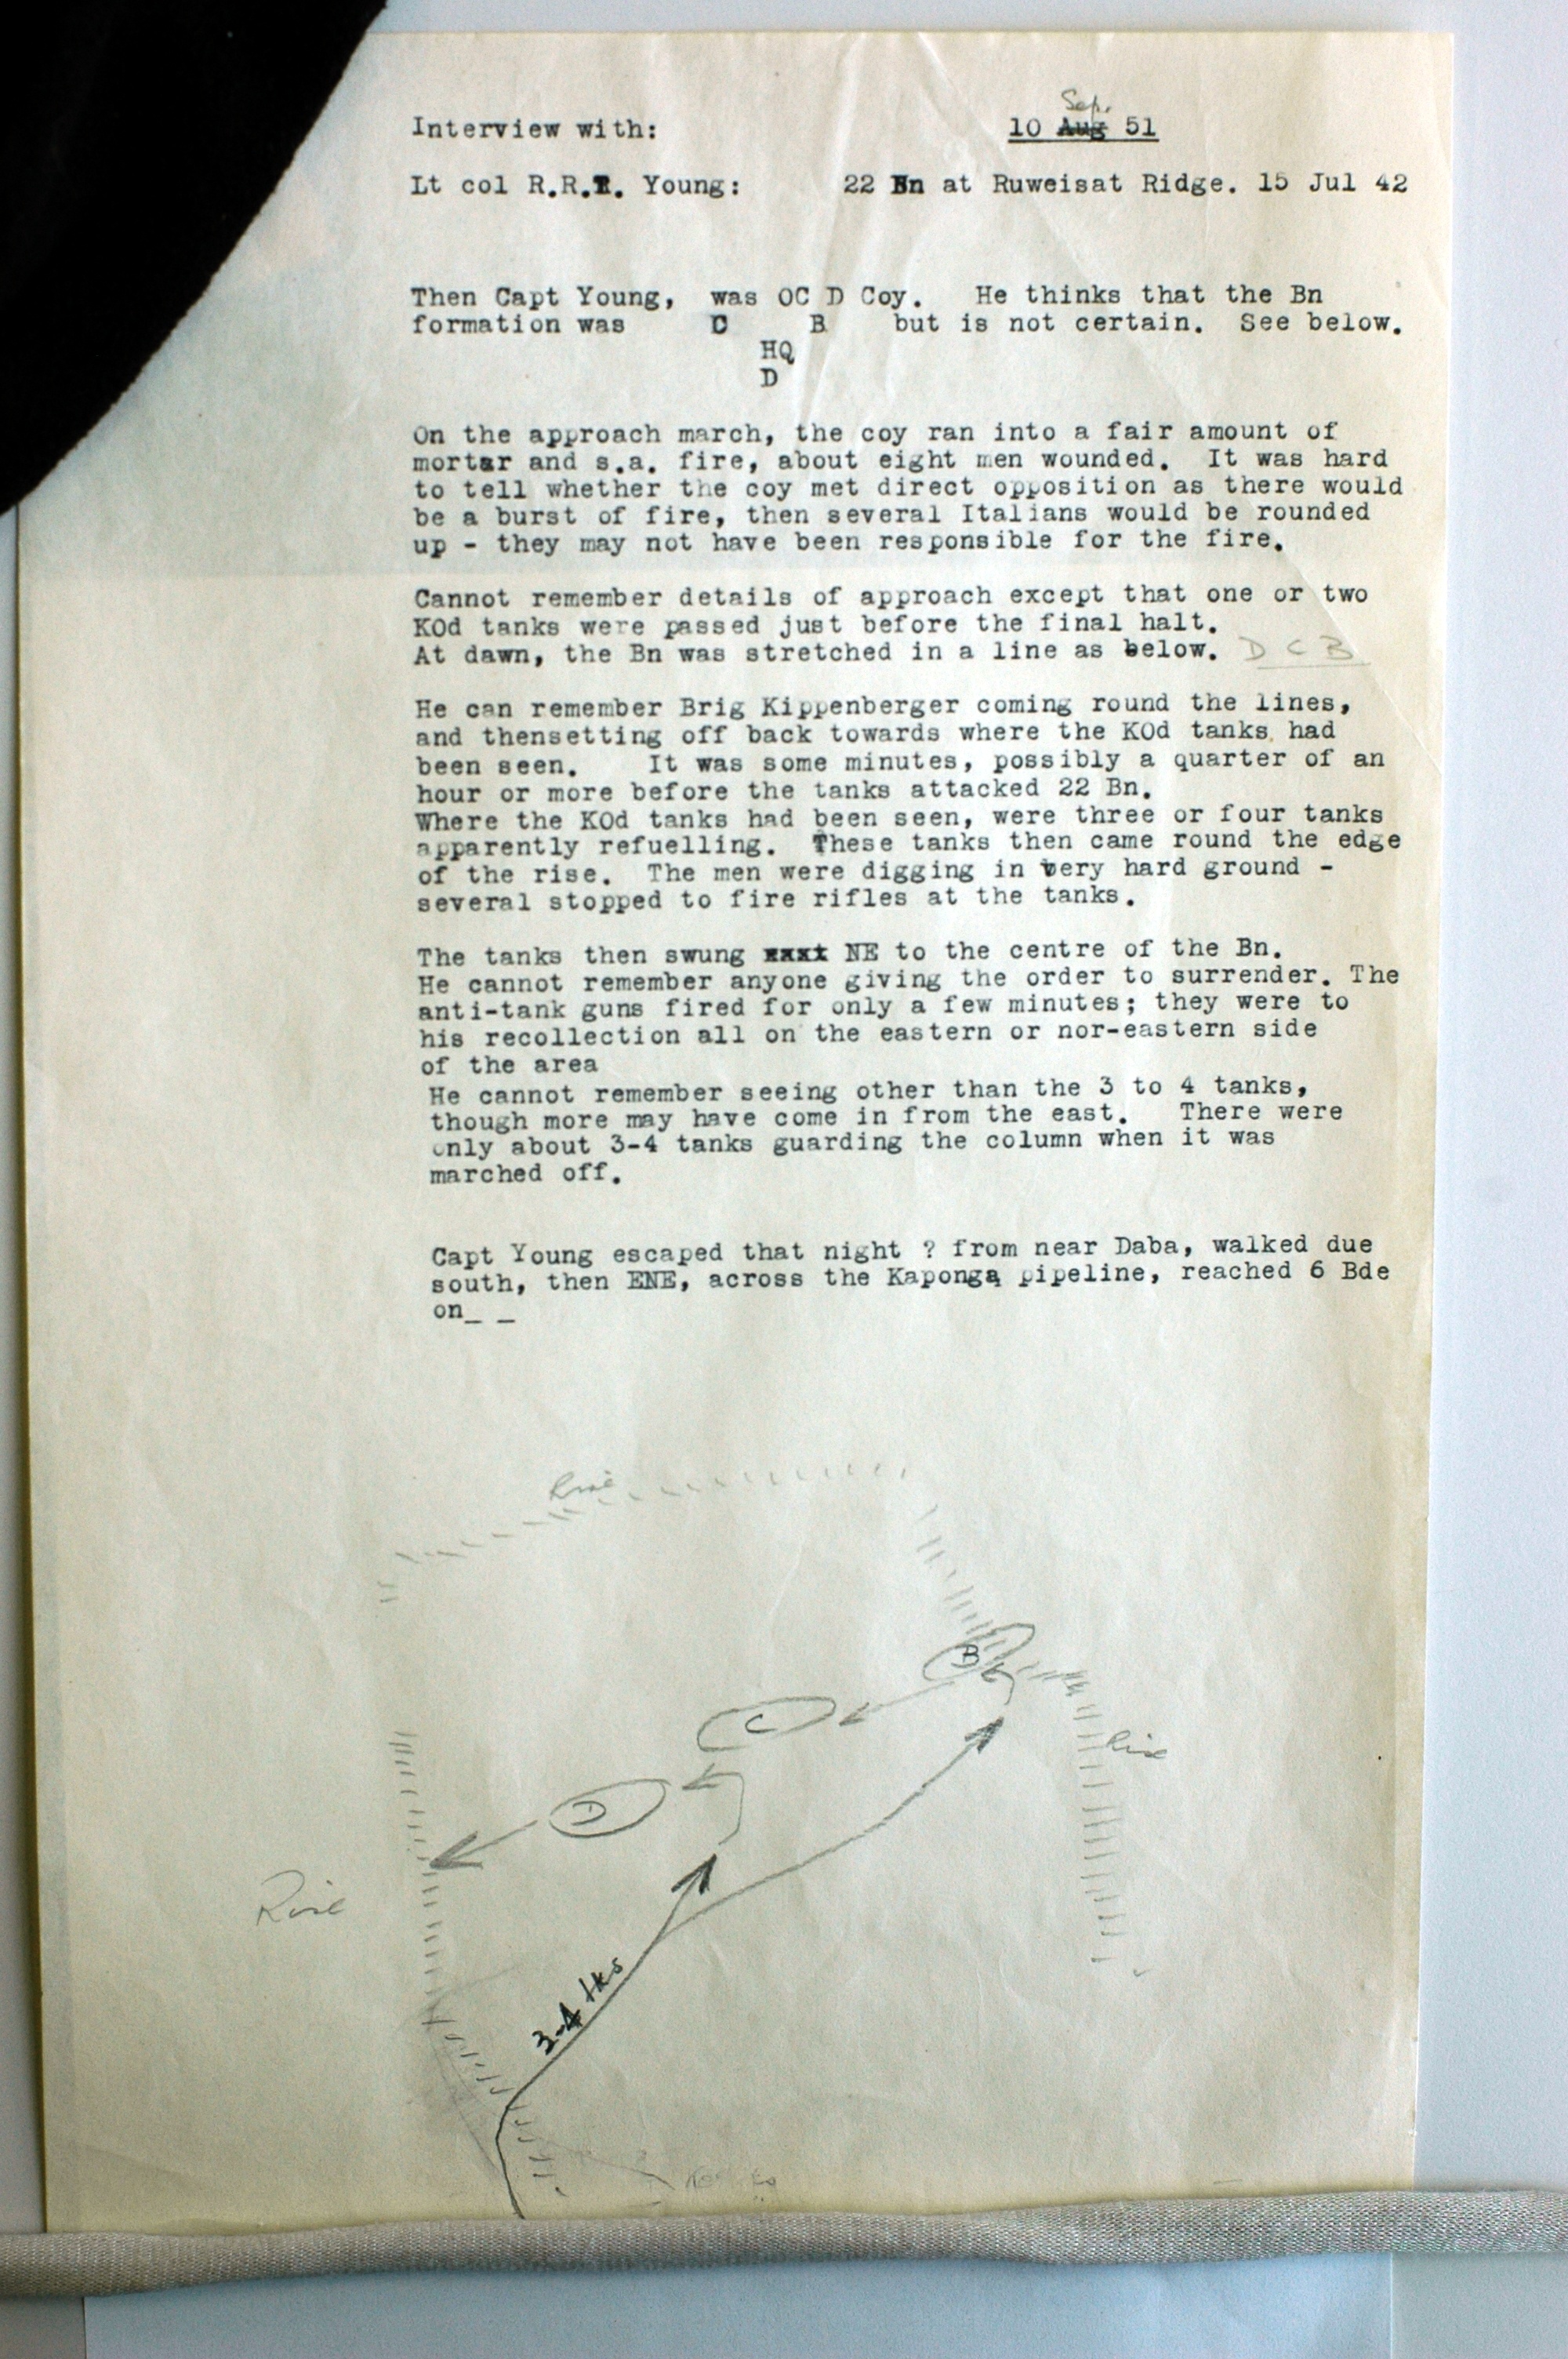 Sep.
Interview with: 10 Aug 51
Lt col R.R.T. Young: 22 Bn at Ruweisat Ridge. 15 Jul 42
Then Capt Young, was OC D Coy. He thinks that the Bn
formation was C B but is not certain. See below.
HQ
D
On the approach march, the coy ran into a fair amount of
mortar and s.a. fire, about eight men wounded. It was hard
to tell whether the coy met direct opposition as there would
be a burst of fire, then several Italians would be rounded
up - they may not have been responsible for the fire.
Cannot remember details of approach except that one or two
KOd tanks were passed just before the final halt.
At dawn, the Bn was stretched in a line as below. D C B
He can remember Brig Kippenberger coming round the lines,
and thensetting off back towards where the KOd tanks had
been seen. It was some minutes, possibly a quarter of an
hour or more before the tanks attacked 22 Bn.
Where the KOd tanks had been seen, were three or four tanks
apparently refuelling. These tanks then came round the edge
of the rise. The men were digging in very hard ground -
several stopped to fire rifles at the tanks.
The tanks then swung NE to the centre of the Bn.
He cannot remember anyone giving the order to surrender. The
anti-tank guns fired for only a few minutes; they were to
his recollection all on the eastern or nor-eastern side
of the area
He cannot remember seeing other than the 3 to 4 tanks,
though more may have come in from the east. There were
only about 3-4 tanks guarding the column when it was
marched off.
Capt Young escaped that night ? from near Daba, walked due
south, then ENE, across the Kaponga pipeline, reached 6 Bde
on_ _
Rise
B
C
Rise
D
Rise
3-4 tks